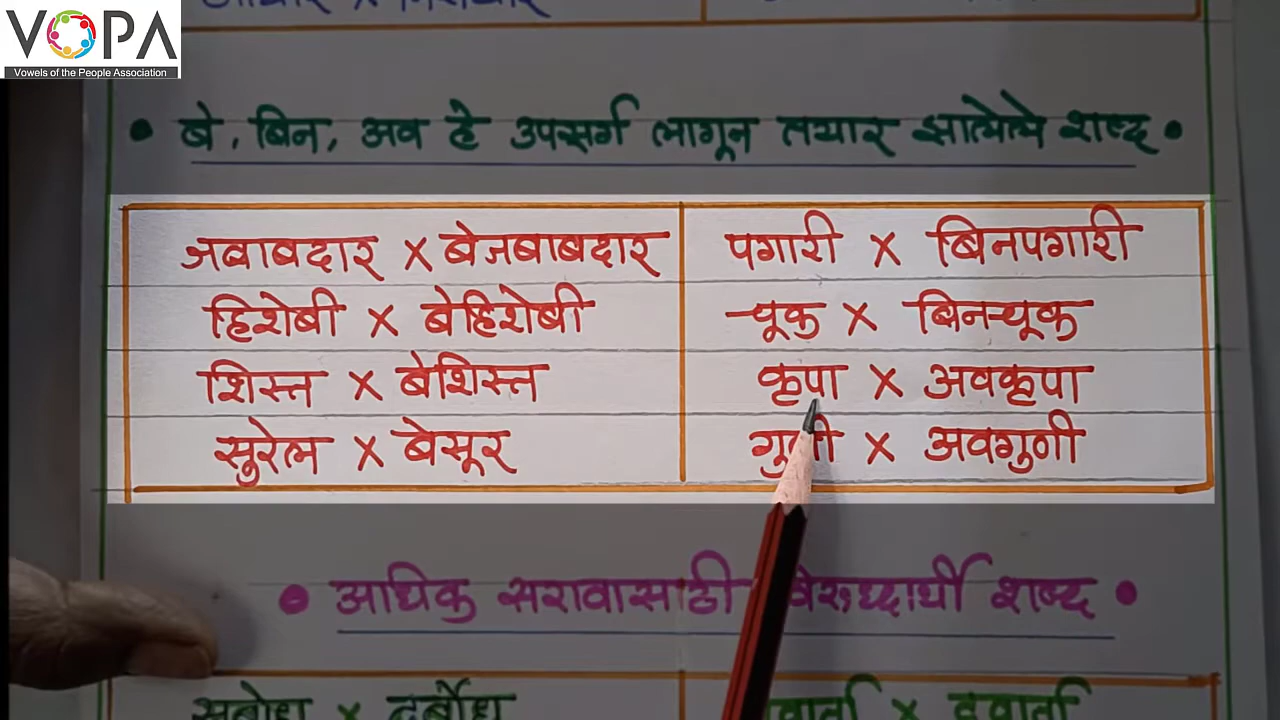 VOPA
Vowels of the People Association
• बे, बिन, अव हे उपसर्ग लागून तयार झालेले शब्द •
जबाबदार × बेजबाबदार
हिशेबी × बेहिशेबी
शिस्त × बेशिस्त
सुरेल × बेसूर
पगारी × बिनपगारी
चूक × बिनचूक
कृपा × अवकृपा
गुणी × अवगुणी
• अधिक सरावासाठी विरुद्धार्थी शब्द •
सुबोध × दुर्बोध